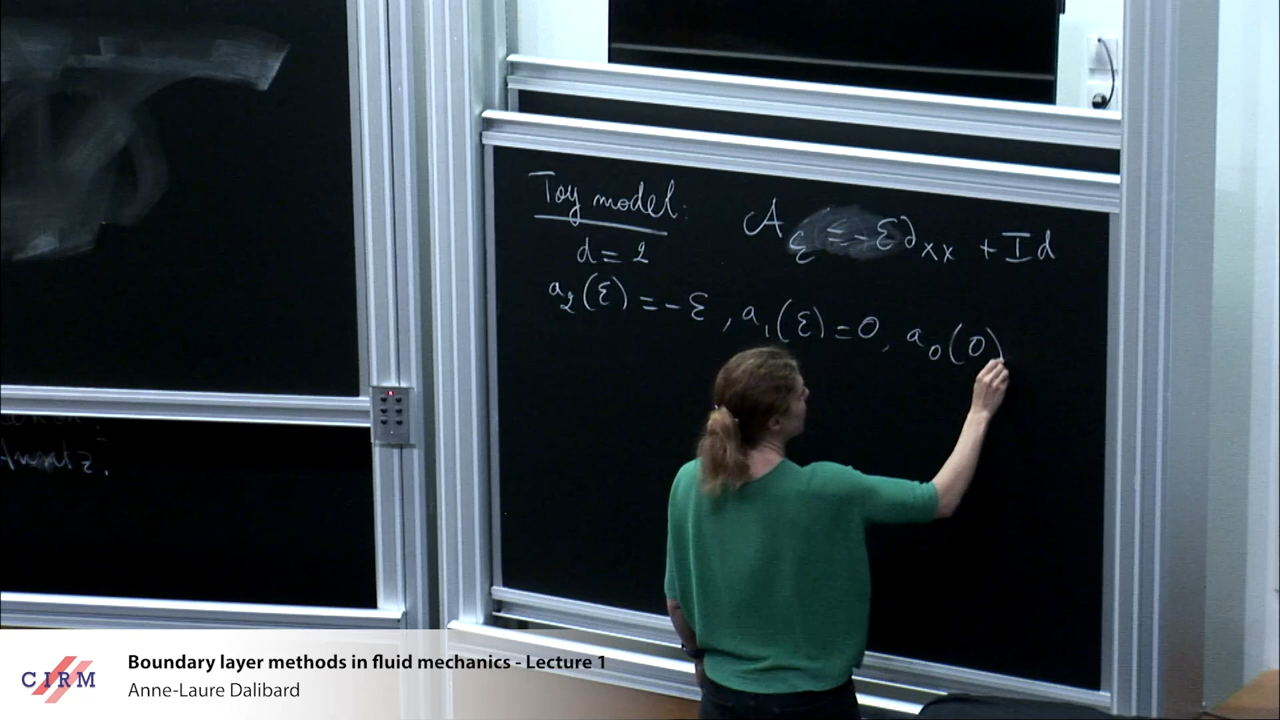 Toy model: 𝒜_ε = -ε∂_xx + Id
d = 2
a_2(ε) = -ε, a_1(ε) = 0, a_0(0)
CIRM
Boundary layer methods in fluid mechanics - Lecture 1
Anne-Laure Dalibard